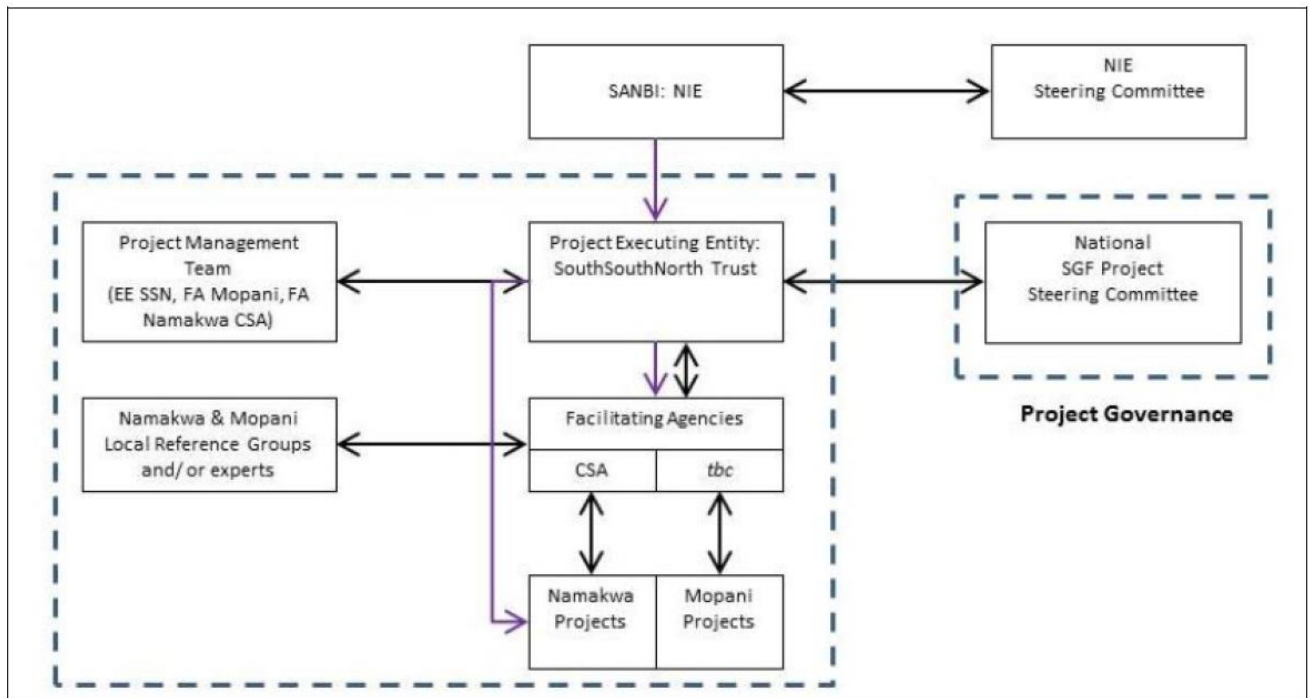 SANBI: NIE
NIE
Steering Committee
Project Management
Team
(EE SSN, FA Mopani, FA
Namakwa CSA)
Project Executing Entity:
SouthSouthNorth Trust
National
SGF Project
Steering Committee
Project Governance
Namakwa & Mopani
Local Reference Groups
and/ or experts
Facilitating Agencies
CSA
tbc
Namakwa
Projects
Mopani
Projects